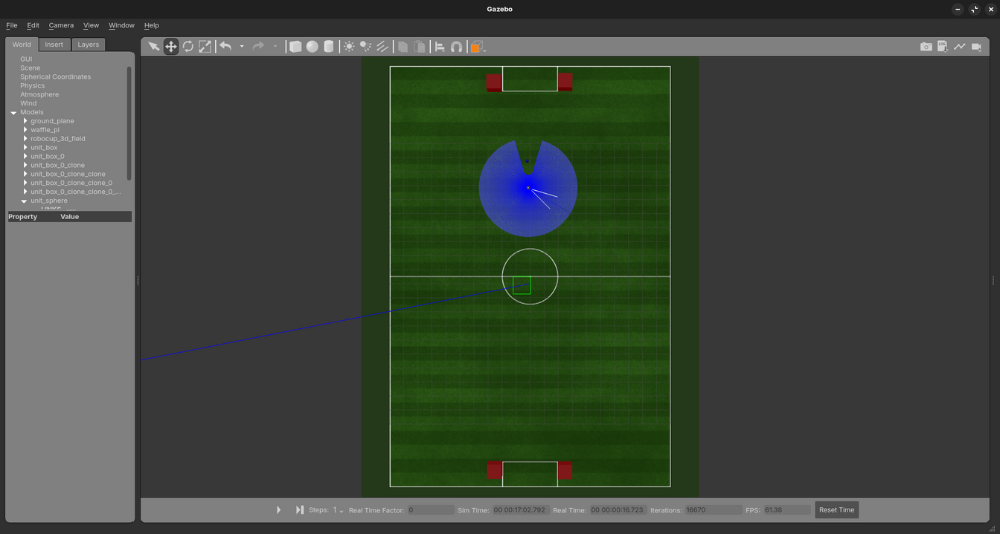 Gazebo
File Edit Camera View Window Help
World Insert Layers
LOG
GUI
Scene
Spherical Coordinates
Physics
Atmosphere
Wind
Models
ground_plane
waffle_pi
robocup_3d_field
unit_box
unit_box_0
unit_box_0_clone
unit_box_0_clone_clone
unit_box_0_clone_clone_0
unit_box_0_clone_clone_0_...
unit_sphere
LINKS
Property Value
Steps: 1 Real Time Factor: 0 Sim Time: 00 00:17:02.792 Real Time: 00 00:00:16.723 Iterations: 16670 FPS: 61.38 Reset Time